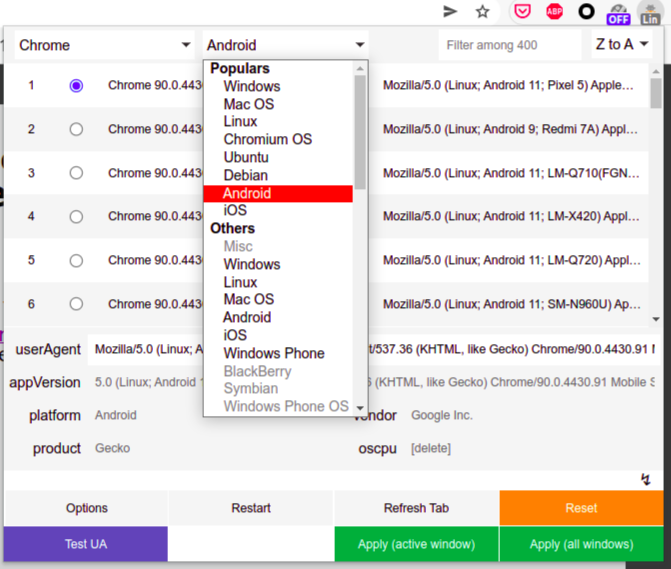 ABP OFF Lin
Chrome Android Filter among 400 Z to A
Populars
Windows
Mac OS
Linux
Chromium OS
Ubuntu
Debian
Android
iOS
Others
Misc
Windows
Linux
Mac OS
Android
iOS
Windows Phone
BlackBerry
Symbian
Windows Phone OS
1 Chrome 90.0.443 Mozilla/5.0 (Linux; Android 11; Pixel 5) Apple...
2 Chrome 90.0.443 Mozilla/5.0 (Linux; Android 9; Redmi 7A) Appl...
3 Chrome 90.0.443 Mozilla/5.0 (Linux; Android 11; LM-Q710(FGN...
4 Chrome 90.0.443 Mozilla/5.0 (Linux; Android 11; LM-X420) Appl...
5 Chrome 90.0.443 Mozilla/5.0 (Linux; Android 11; LM-Q720) Appl...
6 Chrome 90.0.443 Mozilla/5.0 (Linux; Android 11; SM-N960U) Ap...
userAgent Mozilla/5.0 (Linux; A t/537.36 (KHTML, like Gecko) Chrome/90.0.4430.91
appVersion 5.0 (Linux; Android (KHTML, like Gecko) Chrome/90.0.4430.91 Mobile S
platform Android vendor Google Inc.
product Gecko oscpu [delete]
Options Restart Refresh Tab Reset
Test UA Apply (active window) Apply (all windows)